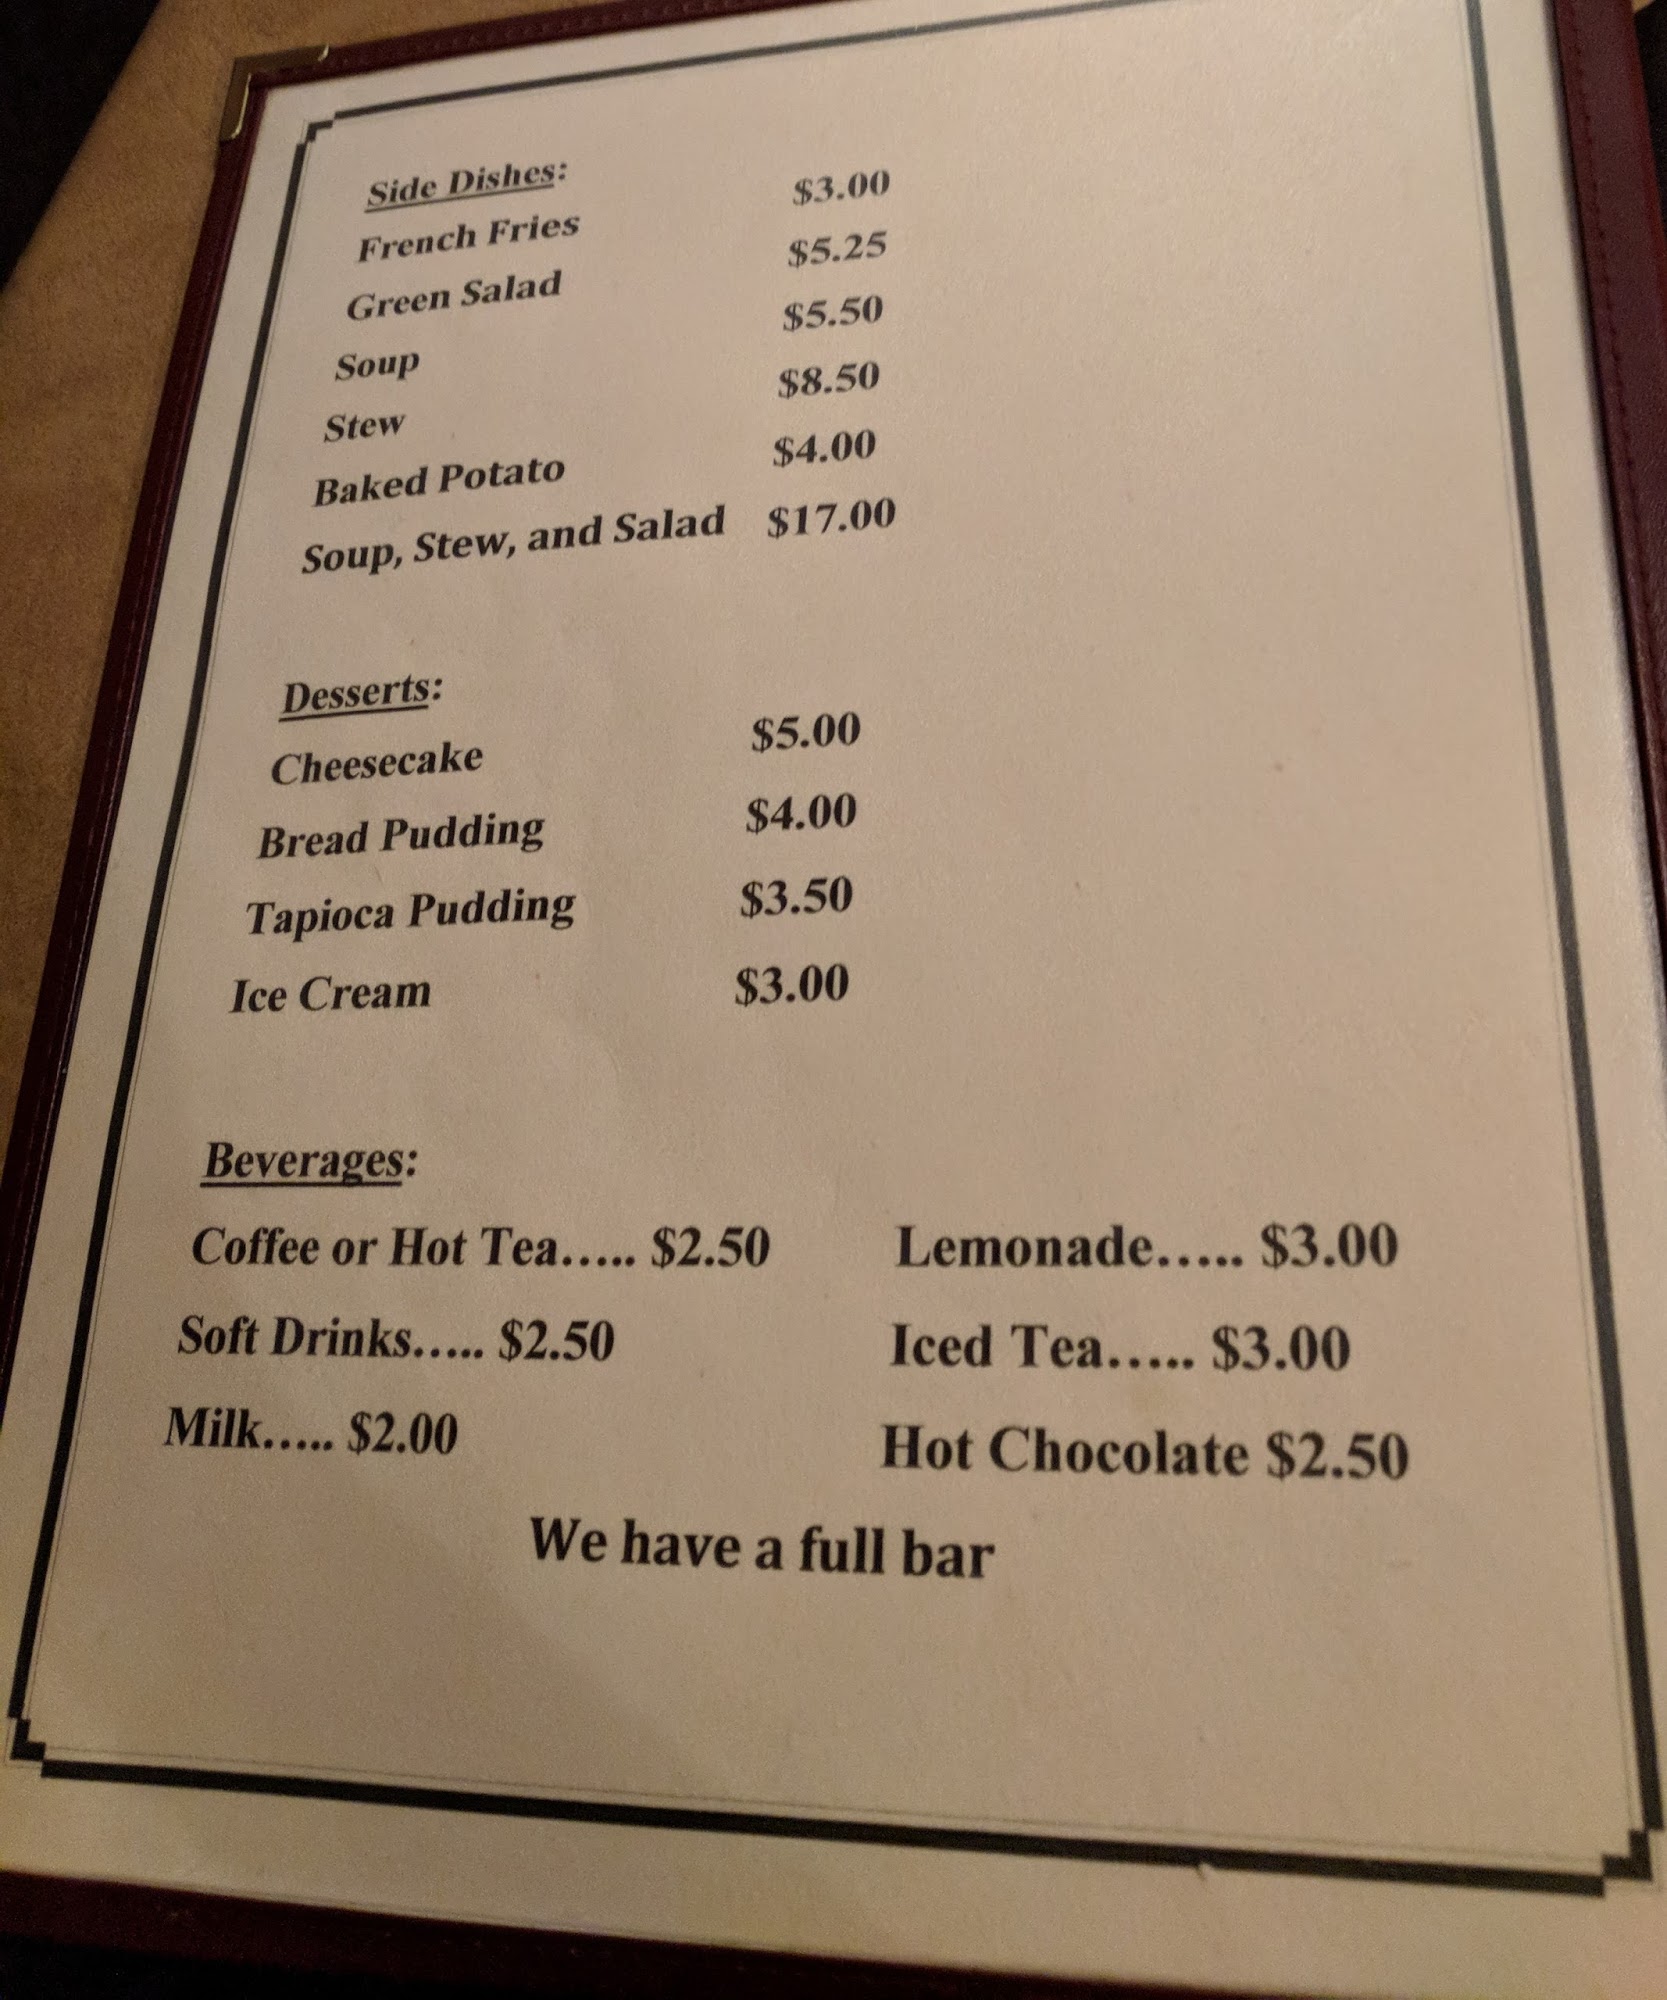 Side Dishes:
French Fries $3.00
Green Salad $5.25
Soup $5.50
Stew $8.50
Baked Potato $4.00
Soup, Stew, and Salad $17.00
Desserts:
Cheesecake $5.00
Bread Pudding $4.00
Tapioca Pudding $3.50
Ice Cream $3.00
Beverages:
Coffee or Hot Tea..... $2.50 Lemonade..... $3.00
Soft Drinks..... $2.50 Iced Tea..... $3.00
Milk..... $2.00 Hot Chocolate $2.50
We have a full bar